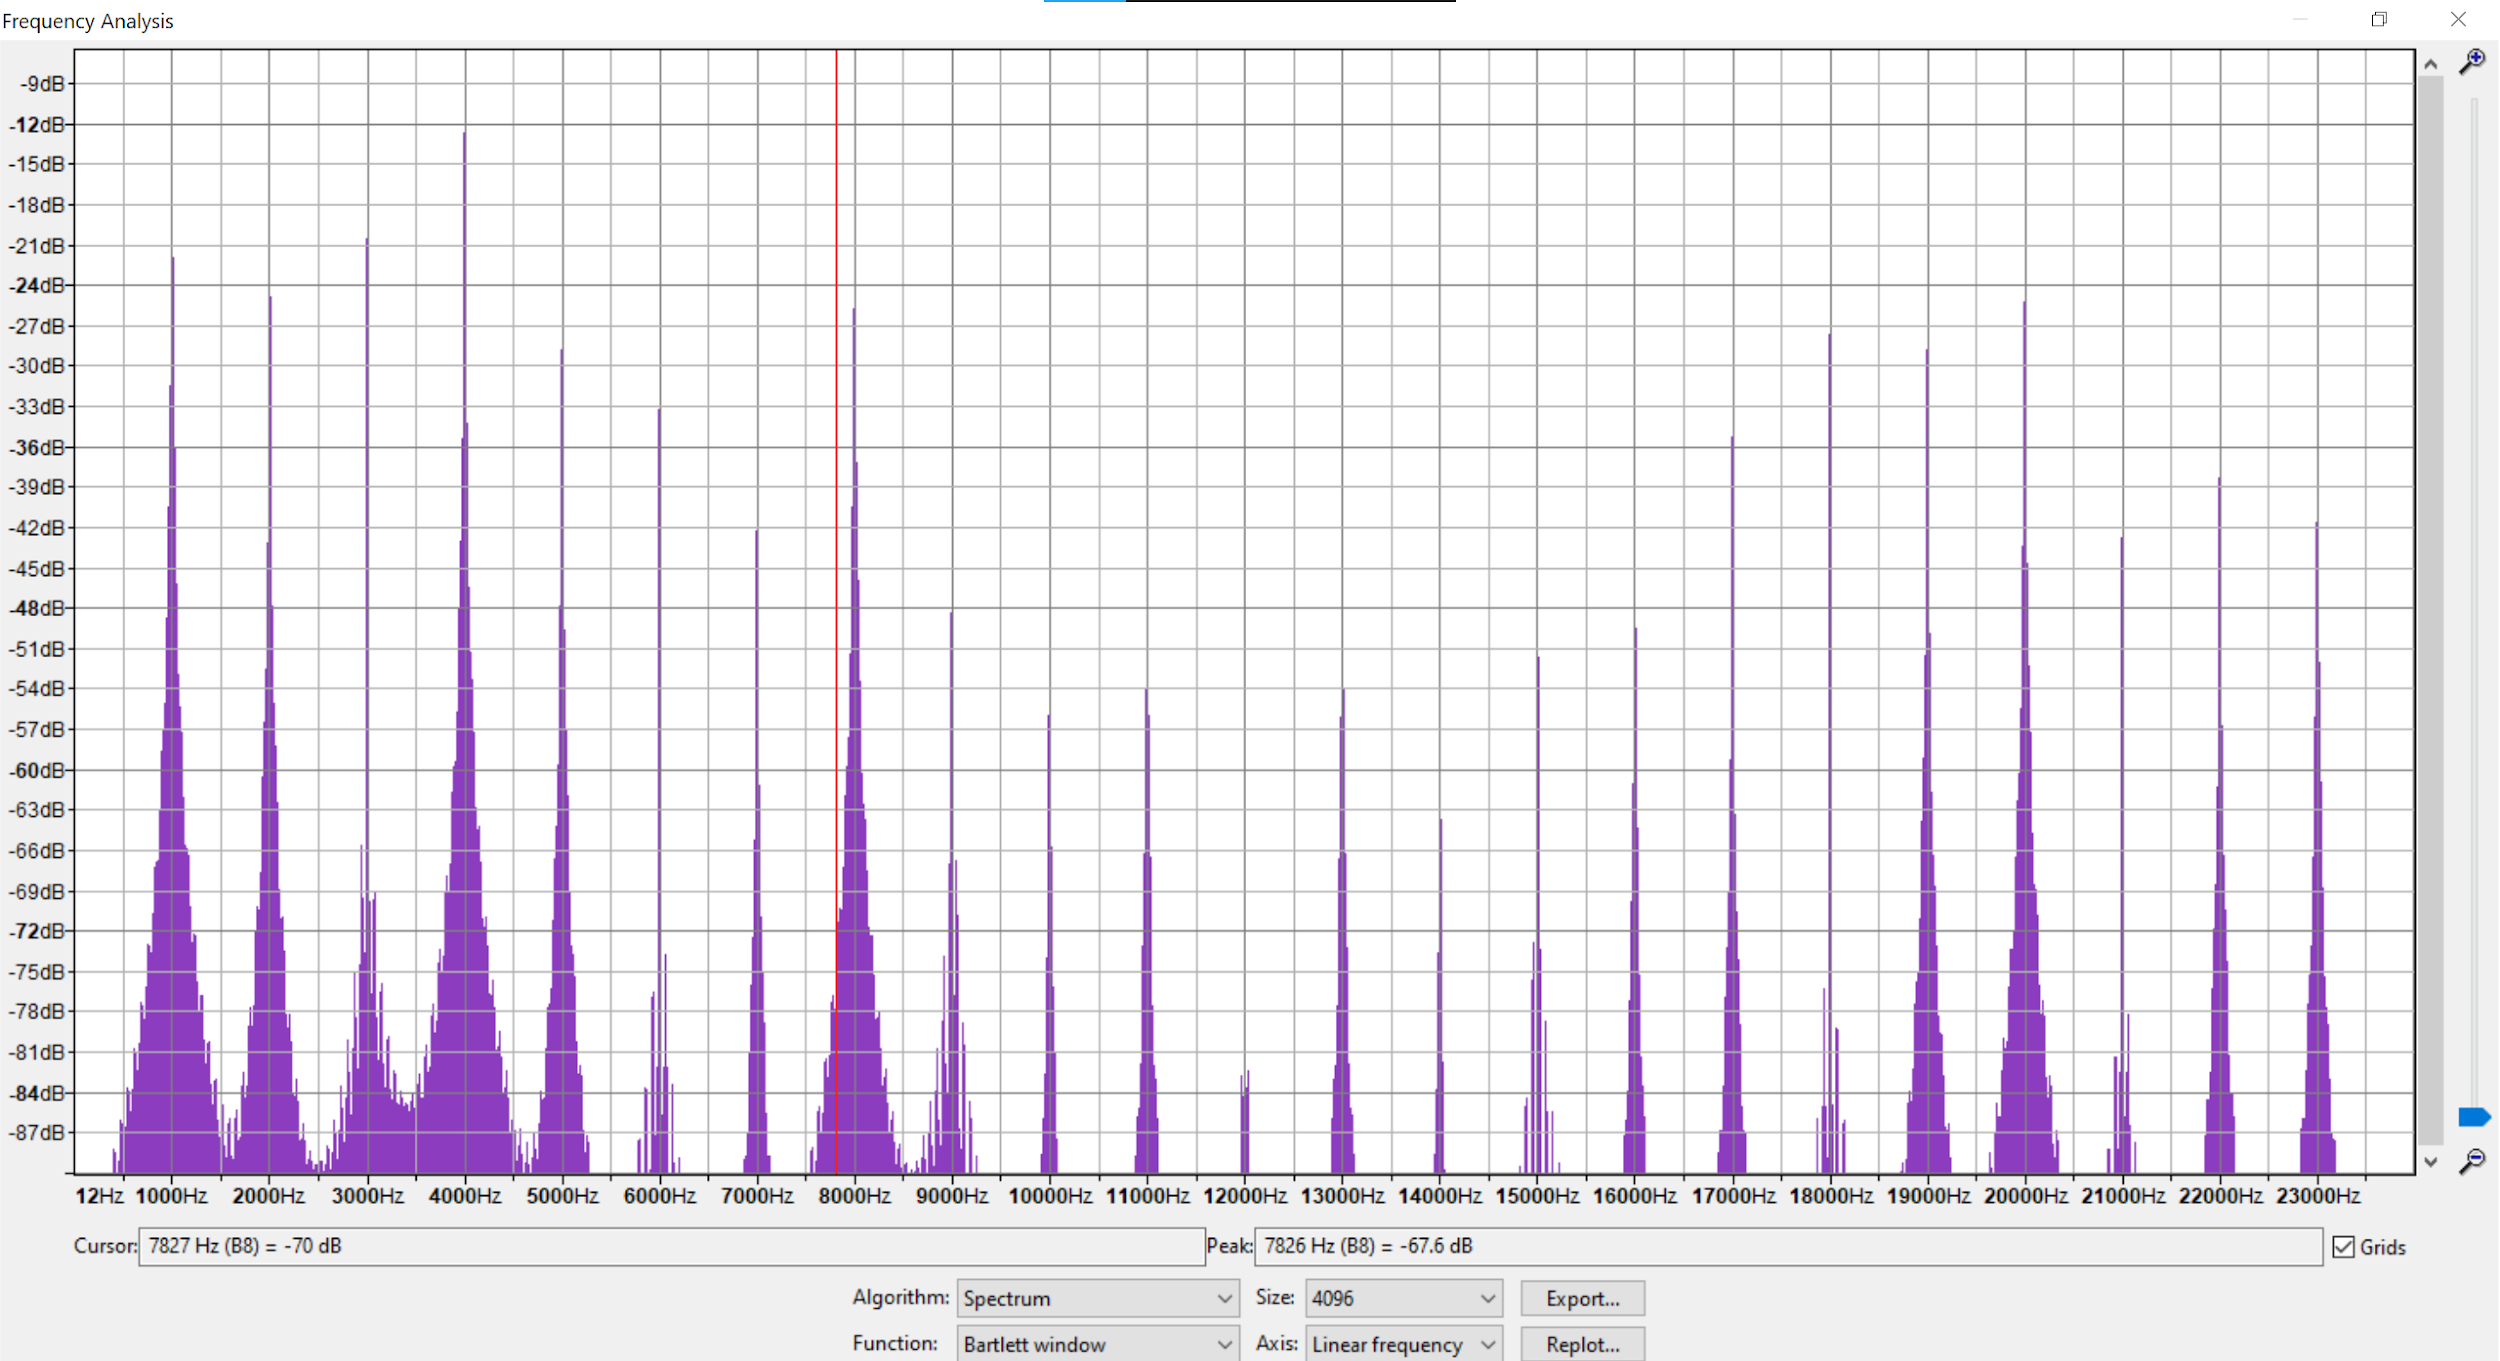 Frequency Analysis
-9dB
-12dB
-15dB
-18dB
-21dB
-24dB
-27dB
-30dB
-33dB
-36dB
-39dB
-42dB
-45dB
-48dB
-51dB
-54dB
-57dB
-60dB
-63dB
-66dB
-69dB
-72dB
-75dB
-78dB
-81dB
-84dB
-87dB
12Hz 1000Hz 2000Hz 3000Hz 4000Hz 5000Hz 6000Hz 7000Hz 8000Hz 9000Hz 10000Hz 11000Hz 12000Hz 13000Hz 14000Hz 15000Hz 16000Hz 17000Hz 18000Hz 19000Hz 20000Hz 21000Hz 22000Hz 23000Hz
Cursor: 7827 Hz (B8) = -70 dB Peak: 7826 Hz (B8) = -67.6 dB Grids
Algorithm: Spectrum Size: 4096 Export...
Function: Bartlett window Axis: Linear frequency Replot...